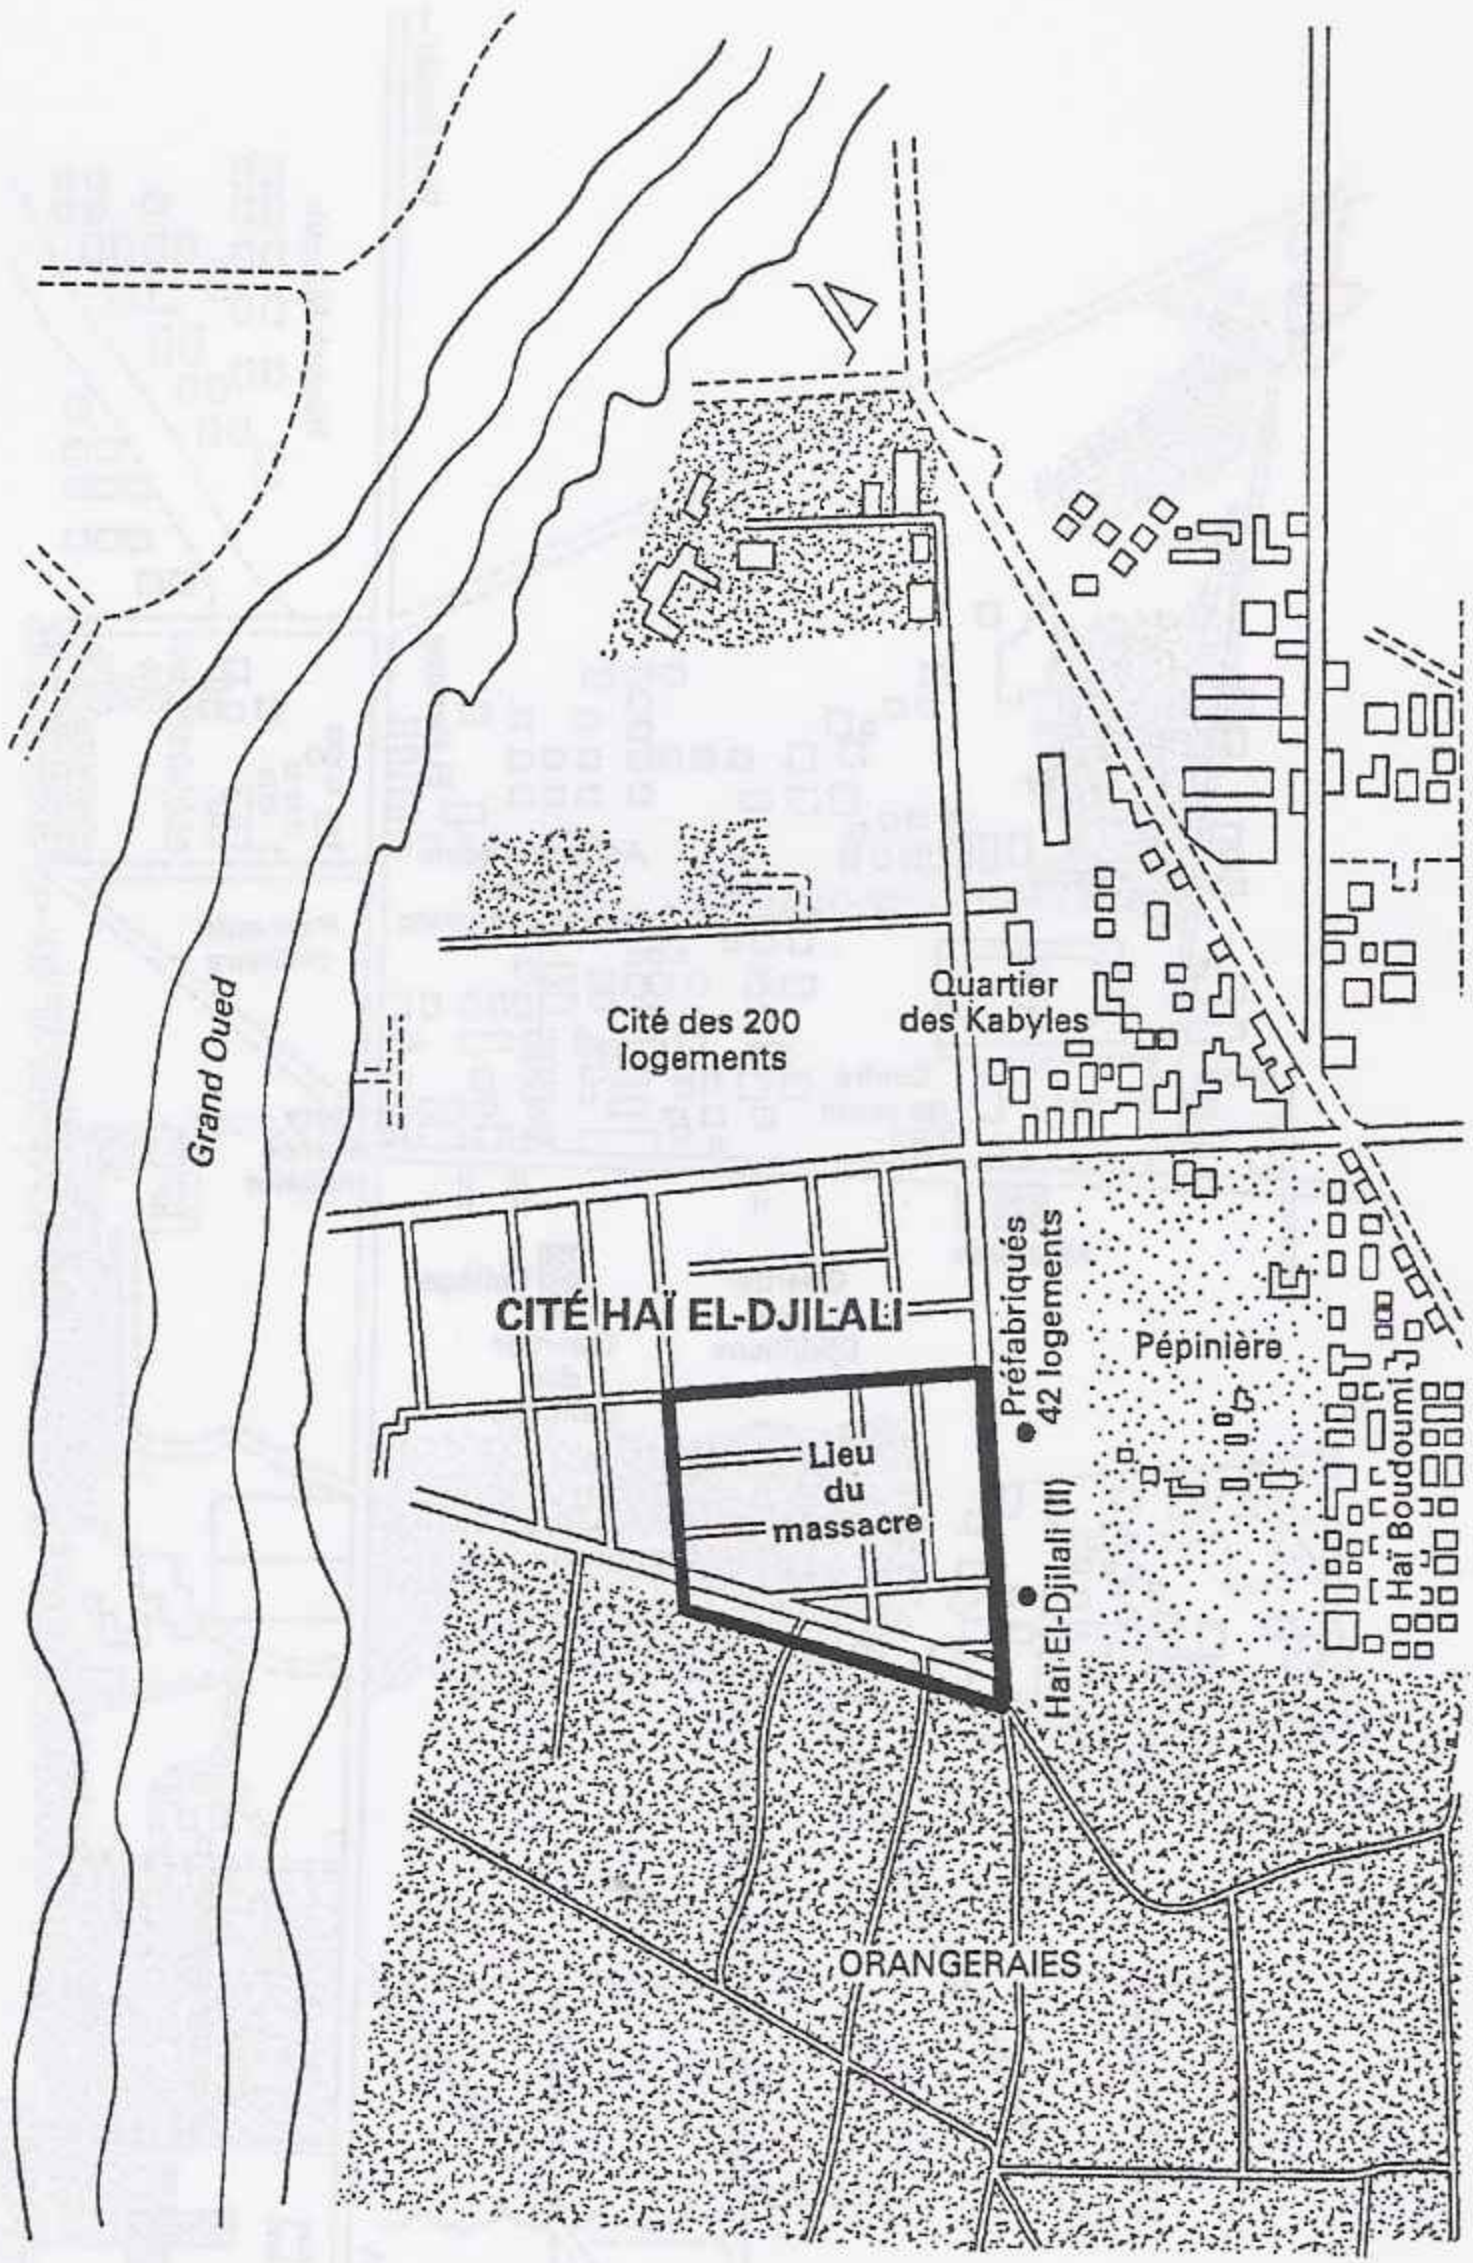 Grand Oued
Cité des 200
logements
Quartier
des Kabyles
CITÉ HAÏ EL-DJILALI
Préfabriqués
42 logements
Pépinière
Lieu
du
massacre
Haï El-Djilali (II)
Haï Boudoumi
ORANGERAIES